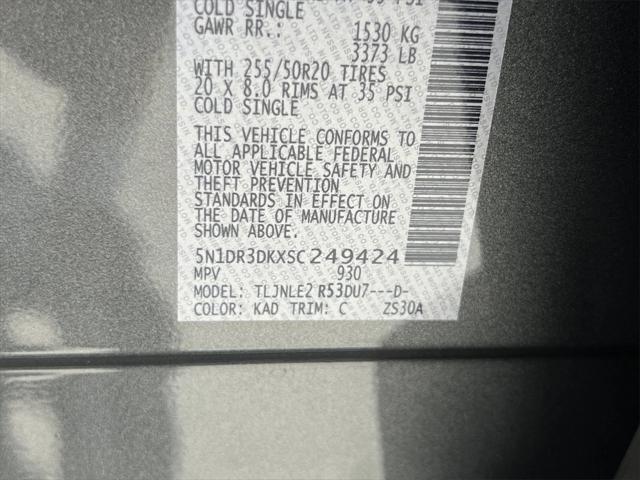 COLD SINGLE
GAWR RR.: 1530 KG
3373 LB
WITH 255/50R20 TIRES
20 X 8.0 RIMS AT 35 PSI
COLD SINGLE
THIS VEHICLE CONFORMS TO
ALL APPLICABLE FEDERAL
MOTOR VEHICLE SAFETY AND
THEFT PREVENTION
STANDARDS IN EFFECT ON
THE DATE OF MANUFACTURE
SHOWN ABOVE.
5N1DR3DKXSC249424
MPV 930
MODEL: TLJNLE2 R53DU7---D-
COLOR: KAD TRIM: C ZS30A